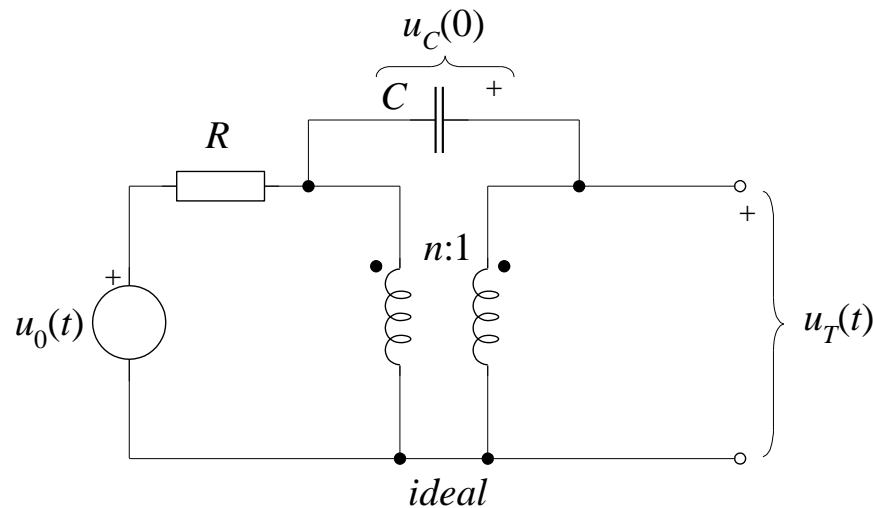 u_C(0)
C +
R
n:1
+
+
u_0(t)
u_T(t)
ideal